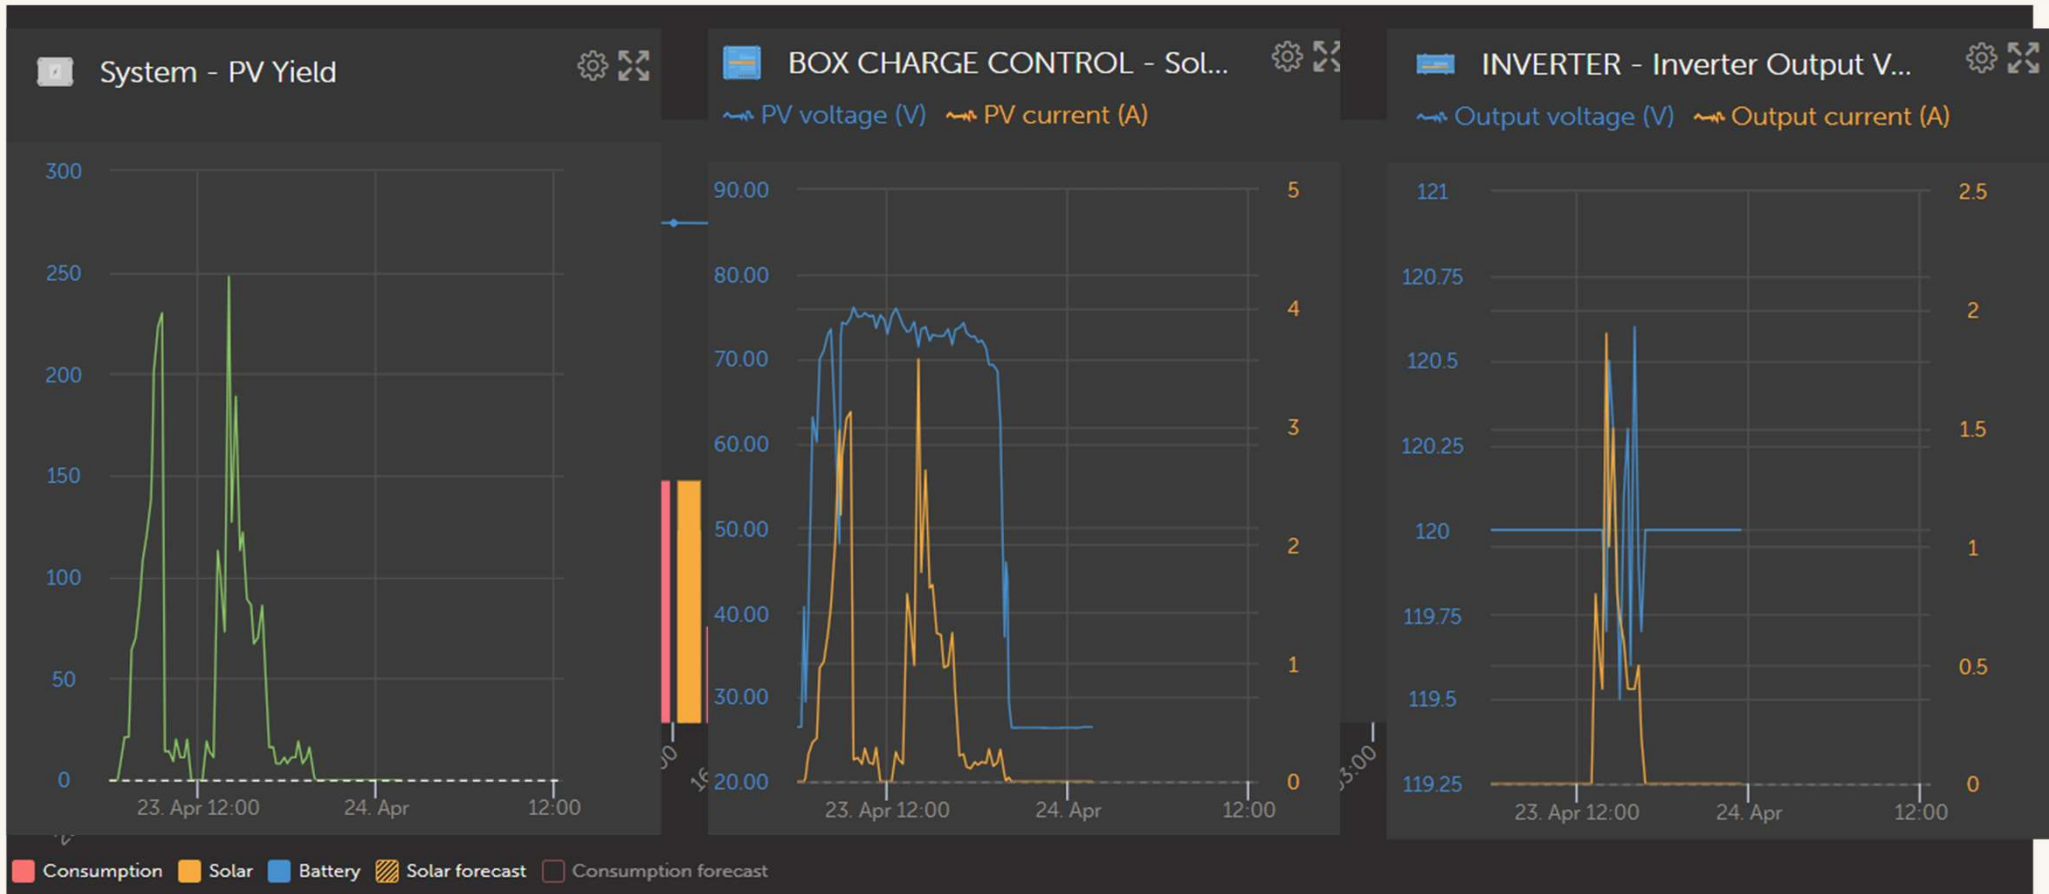 System - PV Yield
300
250
200
150
100
50
0
23. Apr 12:00
24. Apr
12:00
BOX CHARGE CONTROL - Sol...
PV voltage (V)
PV current (A)
90.00
80.00
70.00
60.00
50.00
40.00
30.00
20.00
5
4
3
2
1
0
23. Apr 12:00
24. Apr
12:00
INVERTER - Inverter Output V...
Output voltage (V)
Output current (A)
121
120.75
120.5
120.25
120
119.75
119.5
119.25
2.5
2
1.5
1
0.5
0
23. Apr 12:00
24. Apr
12:00
03:00
Consumption
Solar
Battery
Solar forecast
Consumption forecast